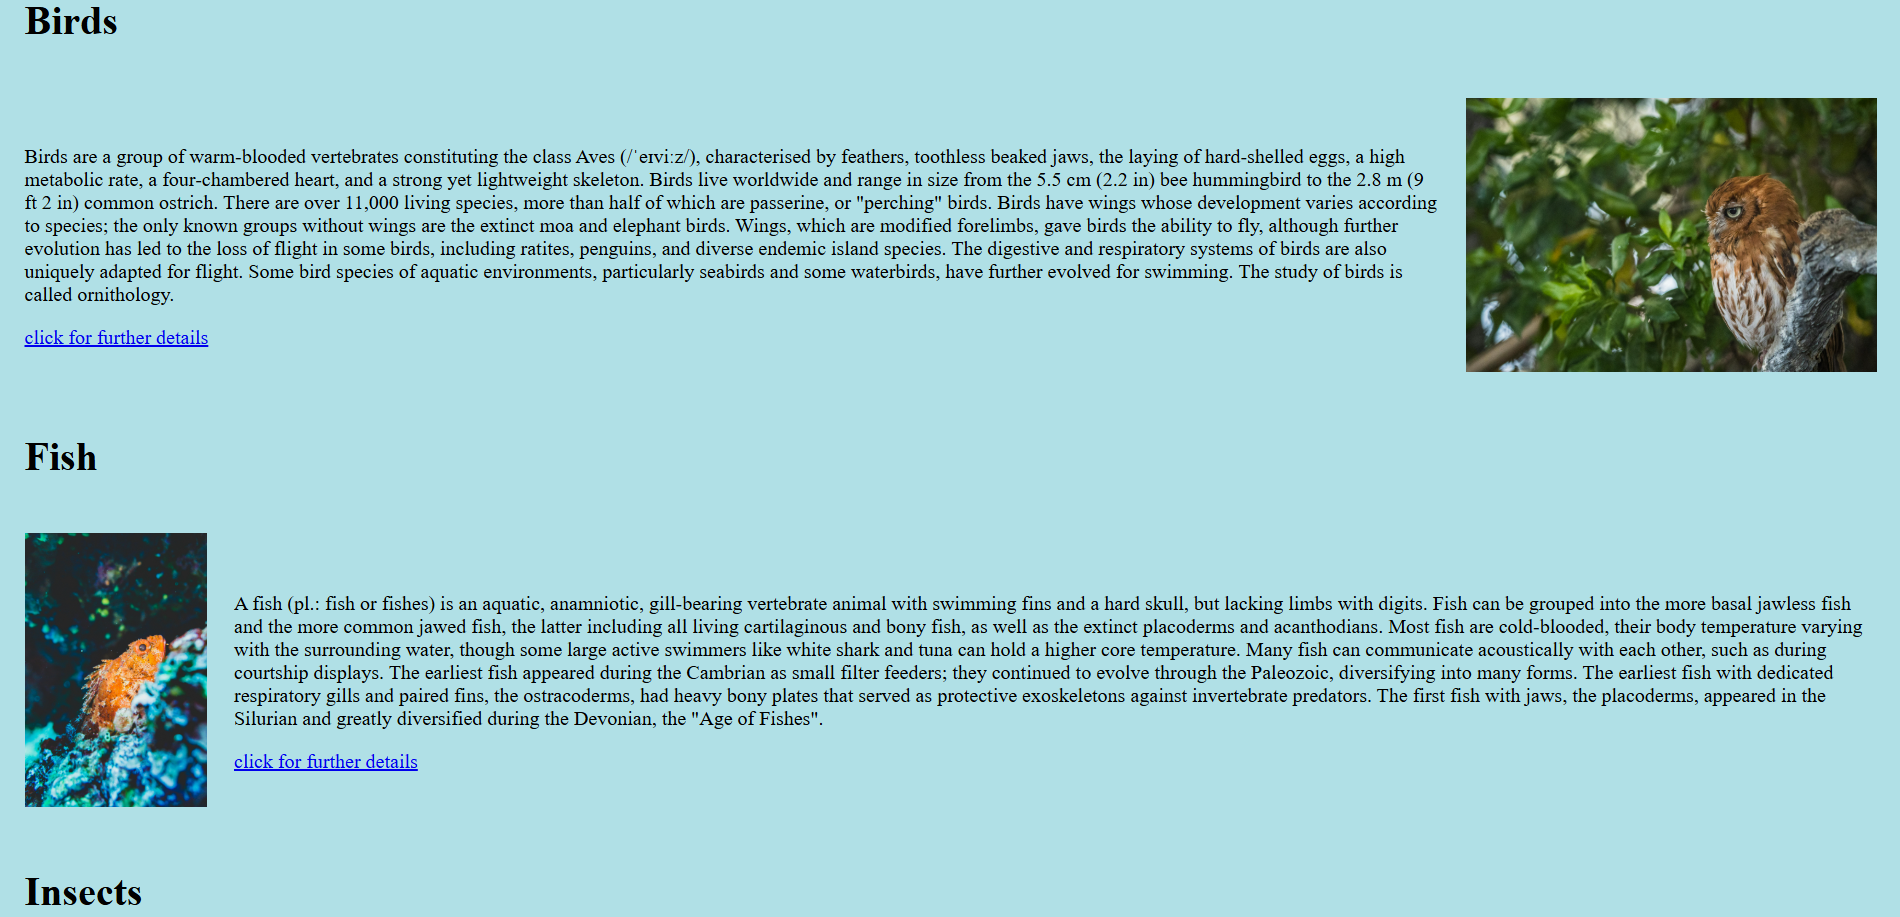 Birds
Birds are a group of warm-blooded vertebrates constituting the class Aves (/ˈeɪviːz/), characterised by feathers, toothless beaked jaws, the laying of hard-shelled eggs, a high
metabolic rate, a four-chambered heart, and a strong yet lightweight skeleton. Birds live worldwide and range in size from the 5.5 cm (2.2 in) bee hummingbird to the 2.8 m (9
ft 2 in) common ostrich. There are over 11,000 living species, more than half of which are passerine, or "perching" birds. Birds have wings whose development varies according
to species; the only known groups without wings are the extinct moa and elephant birds. Wings, which are modified forelimbs, gave birds the ability to fly, although further
evolution has led to the loss of flight in some birds, including ratites, penguins, and diverse endemic island species. The digestive and respiratory systems of birds are also
uniquely adapted for flight. Some bird species of aquatic environments, particularly seabirds and some waterbirds, have further evolved for swimming. The study of birds is
called ornithology.
click for further details
Fish
A fish (pl.: fish or fishes) is an aquatic, anamniotic, gill-bearing vertebrate animal with swimming fins and a hard skull, but lacking limbs with digits. Fish can be grouped into the more basal jawless fish
and the more common jawed fish, the latter including all living cartilaginous and bony fish, as well as the extinct placoderms and acanthodians. Most fish are cold-blooded, their body temperature varying
with the surrounding water, though some large active swimmers like white shark and tuna can hold a higher core temperature. Many fish can communicate acoustically with each other, such as during
courtship displays. The earliest fish appeared during the Cambrian as small filter feeders; they continued to evolve through the Paleozoic, diversifying into many forms. The earliest fish with dedicated
respiratory gills and paired fins, the ostracoderms, had heavy bony plates that served as protective exoskeletons against invertebrate predators. The first fish with jaws, the placoderms, appeared in the
Silurian and greatly diversified during the Devonian, the "Age of Fishes".
click for further details
Insects